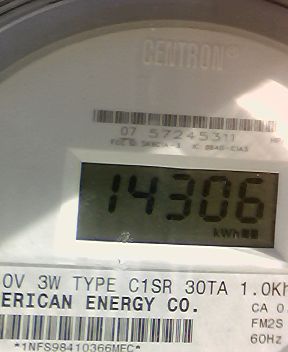 CENTRON®
07 57245311
14306
kWh
0V 3W TYPE C1SR 30TA 1.0Kh
ERICAN ENERGY CO.
CA 0.
FM2S
60Hz
*1NFS98410366MEC*